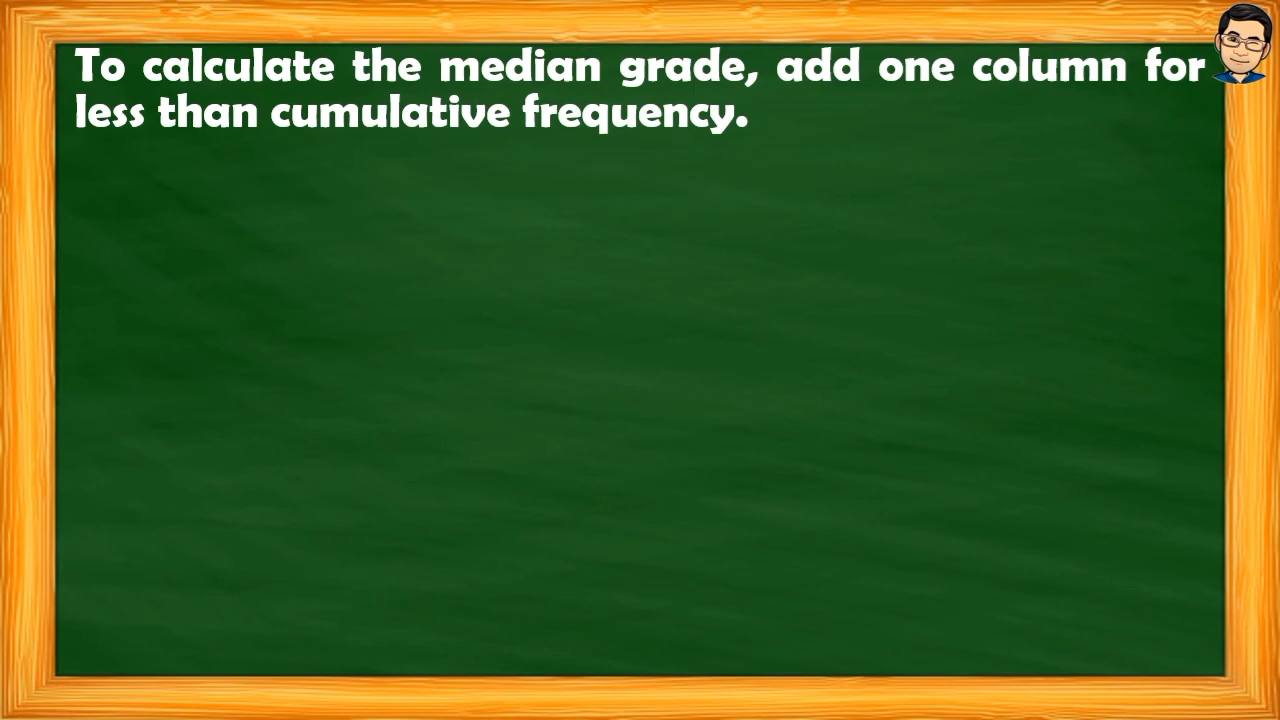 To calculate the median grade, add one column for
less than cumulative frequency.